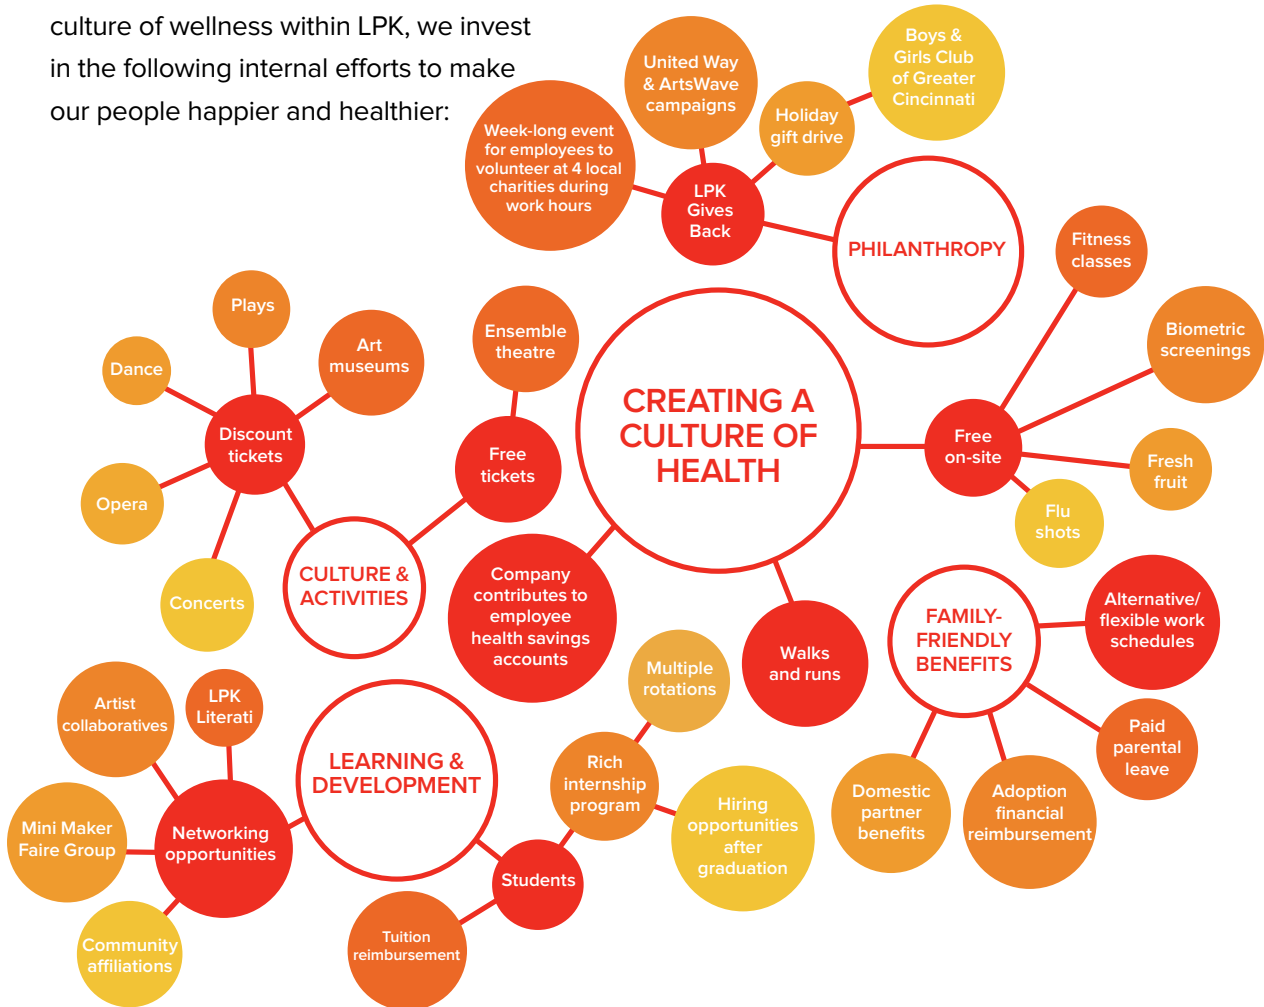 culture of wellness within LPK, we invest
in the following internal efforts to make
our people happier and healthier:
Boys &
Girls Club
of Greater
Cincinnati
United Way
& ArtsWave
campaigns
Holiday
gift drive
Week-long event
for employees to
volunteer at 4 local
charities during
work hours
LPK
Gives
Back
PHILANTHROPY
Fitness
classes
Biometric
screenings
Free
on-site
Fresh
fruit
Flu
shots
CREATING A
CULTURE OF
HEALTH
Company
contributes to
employee
health savings
accounts
Walks
and runs
Plays
Dance
Art
museums
Discount
tickets
Opera
Concerts
Ensemble
theatre
Free
tickets
CULTURE &
ACTIVITIES
FAMILY-
FRIENDLY
BENEFITS
Alternative/
flexible work
schedules
Paid
parental
leave
Adoption
financial
reimbursement
Domestic
partner
benefits
LEARNING &
DEVELOPMENT
Artist
collaboratives
LPK
Literati
Mini Maker
Faire Group
Networking
opportunities
Community
affiliations
Students
Tuition
reimbursement
Rich
internship
program
Multiple
rotations
Hiring
opportunities
after
graduation